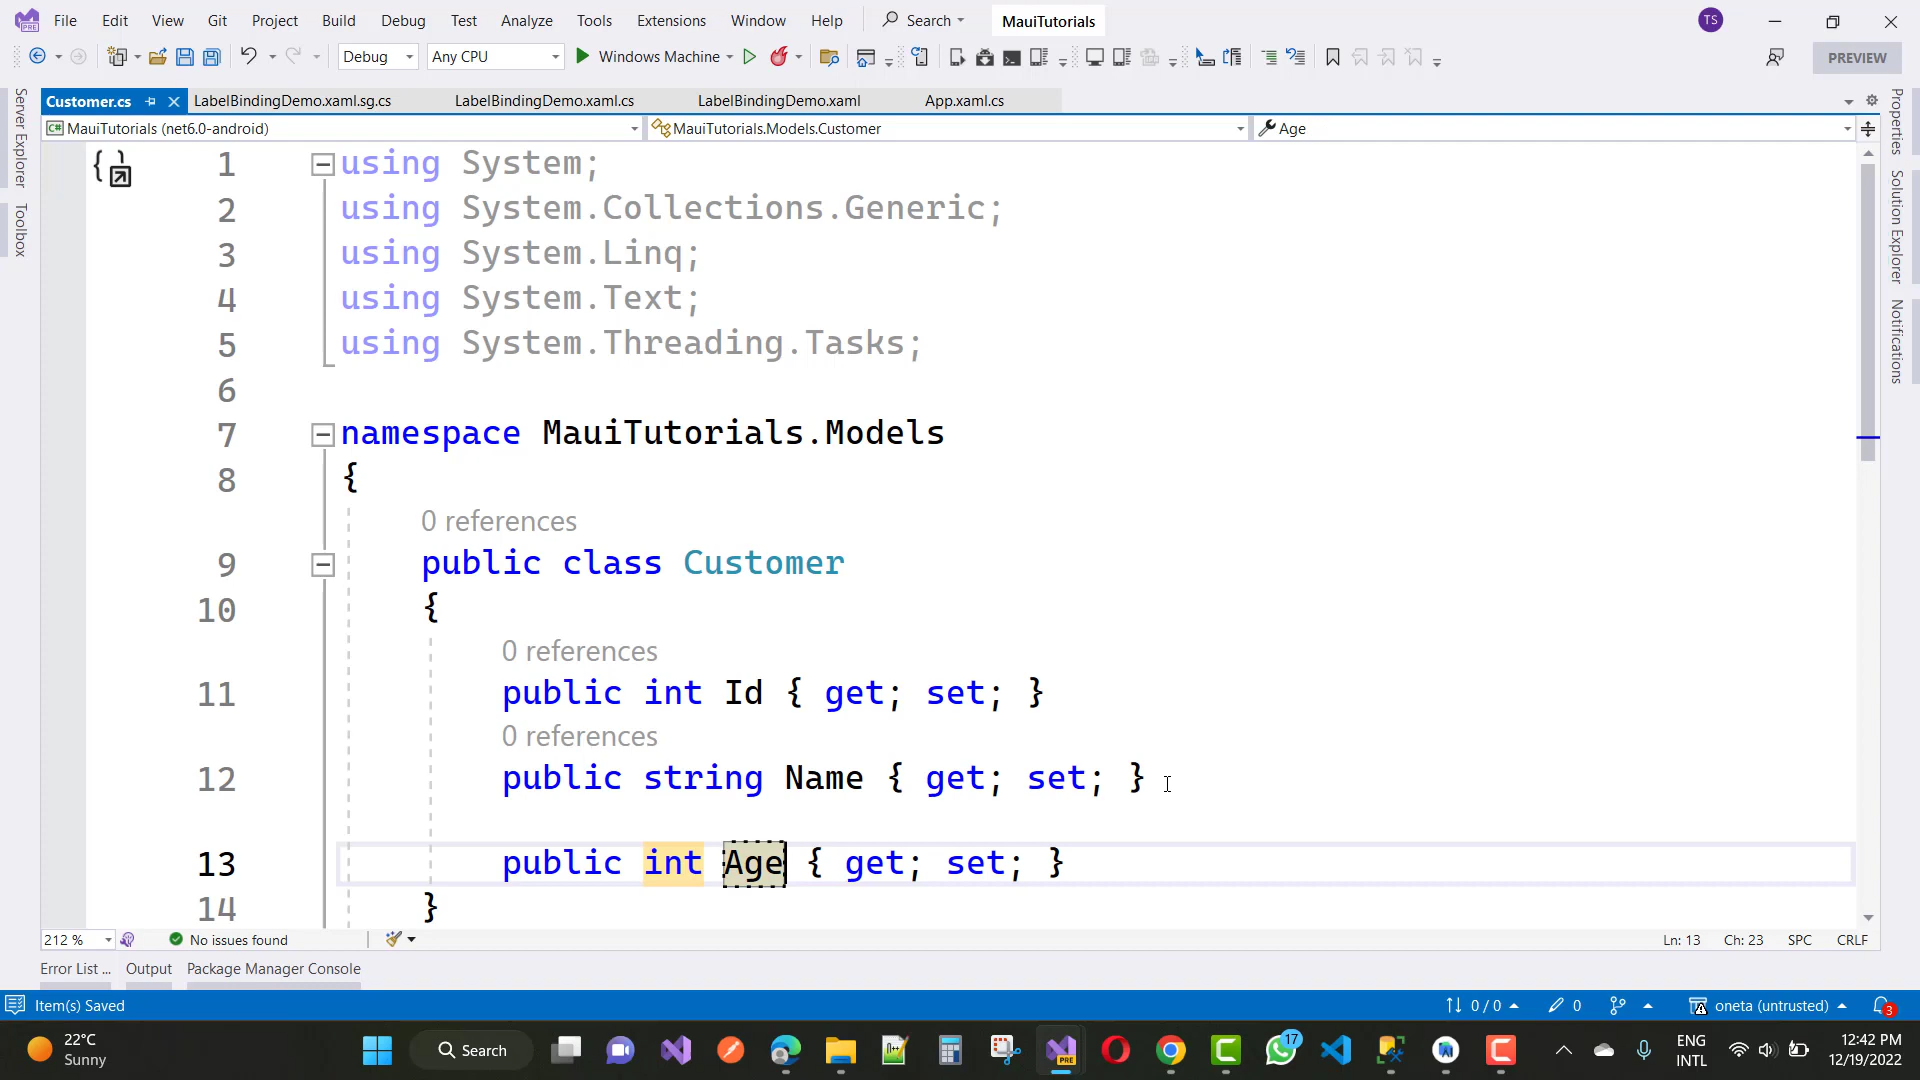 File Edit View Git Project Build Debug Test Analyze Tools Extensions Window Help Search MauiTutorials TS
Debug Any CPU Windows Machine PREVIEW
Customer.cs LabelBindingDemo.xaml.sg.cs LabelBindingDemo.xaml.cs LabelBindingDemo.xaml App.xaml.cs
C# MauiTutorials (net6.0-android) MauiTutorials.Models.Customer Age
Server Explorer
Toolbox
Properties
Solution Explorer
Notifications
1 using System;
2 using System.Collections.Generic;
3 using System.Linq;
4 using System.Text;
5 using System.Threading.Tasks;
6
7 namespace MauiTutorials.Models
8 {
0 references
9 public class Customer
10 {
0 references
11 public int Id { get; set; }
0 references
12 public string Name { get; set; }
13 public int Age { get; set; }
14 }
212 % No issues found Ln: 13 Ch: 23 SPC CRLF
Error List ... Output Package Manager Console
Item(s) Saved 0 / 0 0 oneta (untrusted) 3
22°C
Sunny
Search
PRE
17
ENG
INTL
12:42 PM
12/19/2022